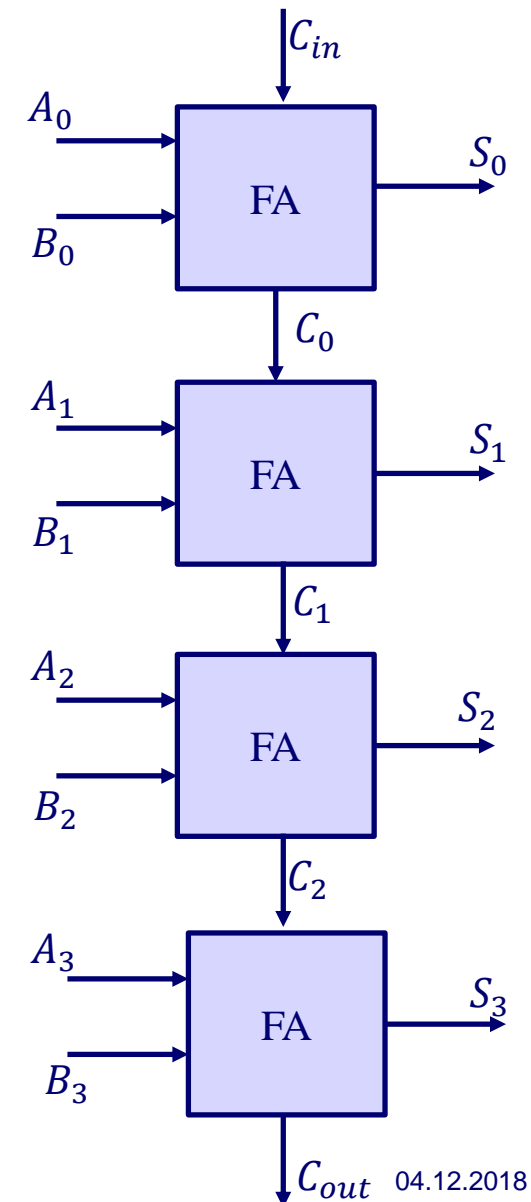 C_in
A_0
S_0
FA
B_0
C_0
A_1
S_1
FA
B_1
C_1
A_2
S_2
FA
B_2
C_2
A_3
S_3
FA
B_3
C_out 04.12.2018